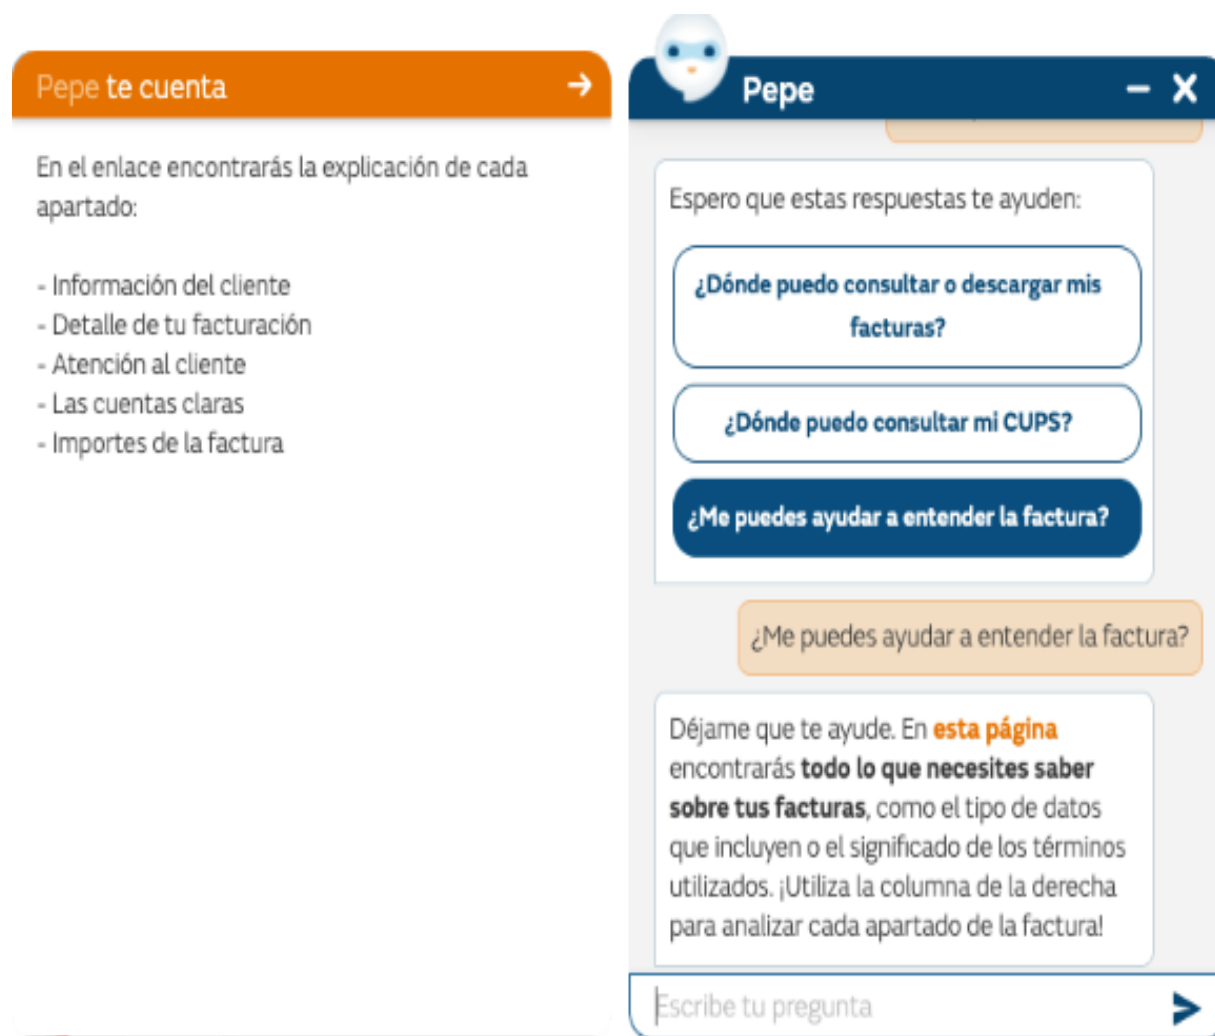 Pepe te cuenta
En el enlace encontrarás la explicación de cada
apartado:
- Información del cliente
- Detalle de tu facturación
- Atención al cliente
- Las cuentas claras
- Importes de la factura
Pepe
Espero que estas respuestas te ayuden:
¿Dónde puedo consultar o descargar mis
facturas?
¿Dónde puedo consultar mi CUPS?
¿Me puedes ayudar a entender la factura?
¿Me puedes ayudar a entender la factura?
Déjame que te ayude. En esta página
encontrarás todo lo que necesites saber
sobre tus facturas, como el tipo de datos
que incluyen o el significado de los términos
utilizados. ¡Utiliza la columna de la derecha
para analizar cada apartado de la factura!
Escribe tu pregunta